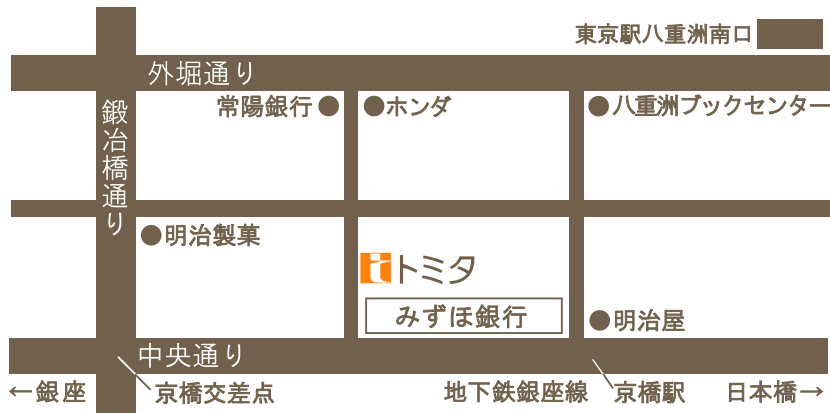 東京駅八重洲南口
外堀通り
常陽銀行
ホンダ
八重洲ブックセンター
鍛冶橋通り
明治製菓
トミタ
みずほ銀行
明治屋
中央通り
←銀座
京橋交差点
地下鉄銀座線
京橋駅
日本橋→